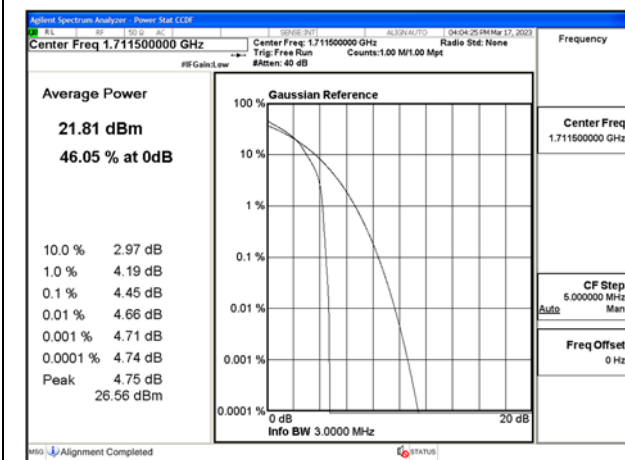 Agilent Spectrum Analyzer - Power Stat CCDF
RL RF 50 Ω AC SENSE:INT ALIGN AUTO 04:04:25 PM Mar 17, 2023
Center Freq 1.711500000 GHz
Center Freq: 1.711500000 GHz Radio Std: None
Trig: Free Run Counts:1.00 M/1.00 Mpt
#IFGain:Low #Atten: 40 dB
Frequency
Average Power
21.81 dBm
46.05 % at 0dB
10.0 % 2.97 dB
1.0 % 4.19 dB
0.1 % 4.45 dB
0.01 % 4.66 dB
0.001 % 4.71 dB
0.0001 % 4.74 dB
Peak 4.75 dB
26.56 dBm
Gaussian Reference
100 %
10 %
1 %
0.1 %
0.01 %
0.001 %
0.0001 %
0 dB 20 dB
Info BW 3.0000 MHz
Center Freq
1.711500000 GHz
CF Step
5.000000 MHz
Auto Man
Freq Offset
0 Hz
MSG Alignment Completed STATUS